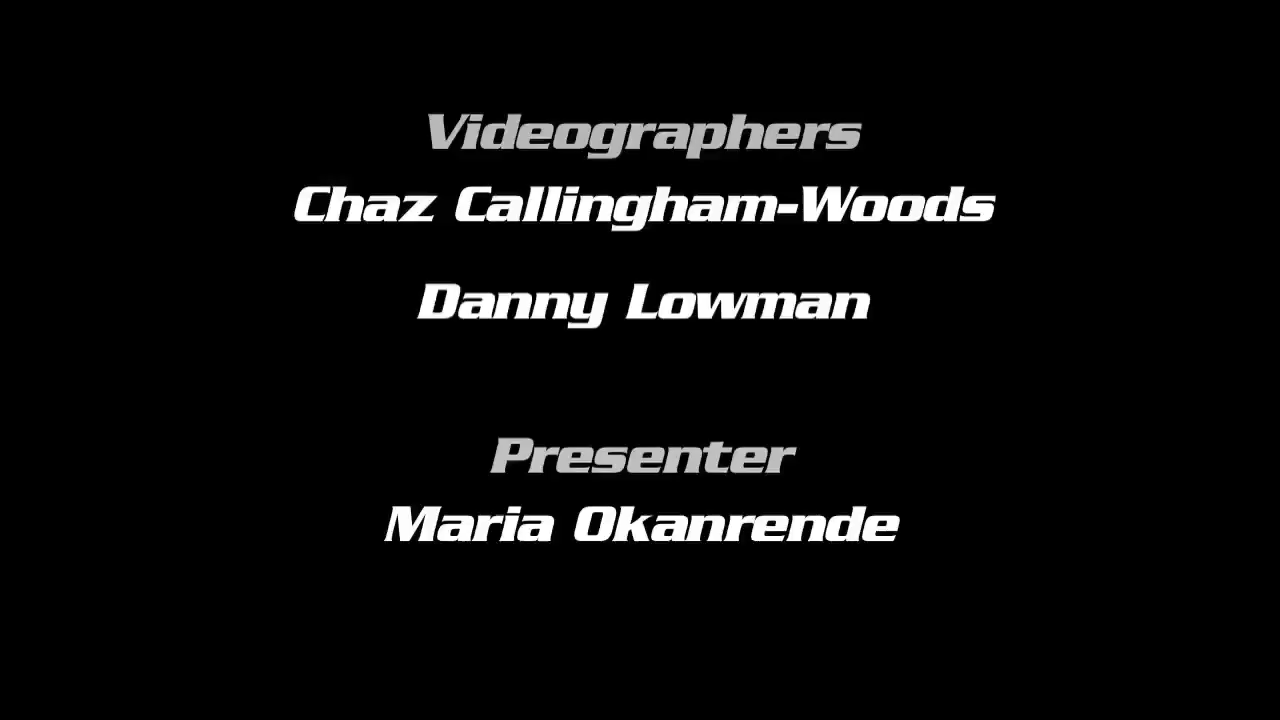 Videographers
Chaz Callingham-Woods
Danny Lowman
Presenter
Maria Okanrende